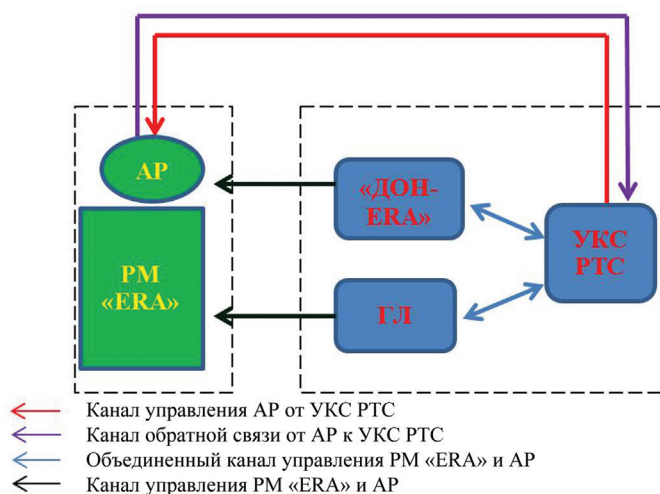 АР
РМ
«ERA»
«ДОН-
ERA»
ГЛ
УКС
РТС
Канал управления АР от УКС РТС
Канал обратной связи от АР к УКС РТС
Объединенный канал управления РМ «ERA» и АР
Канал управления РМ «ERA» и АР